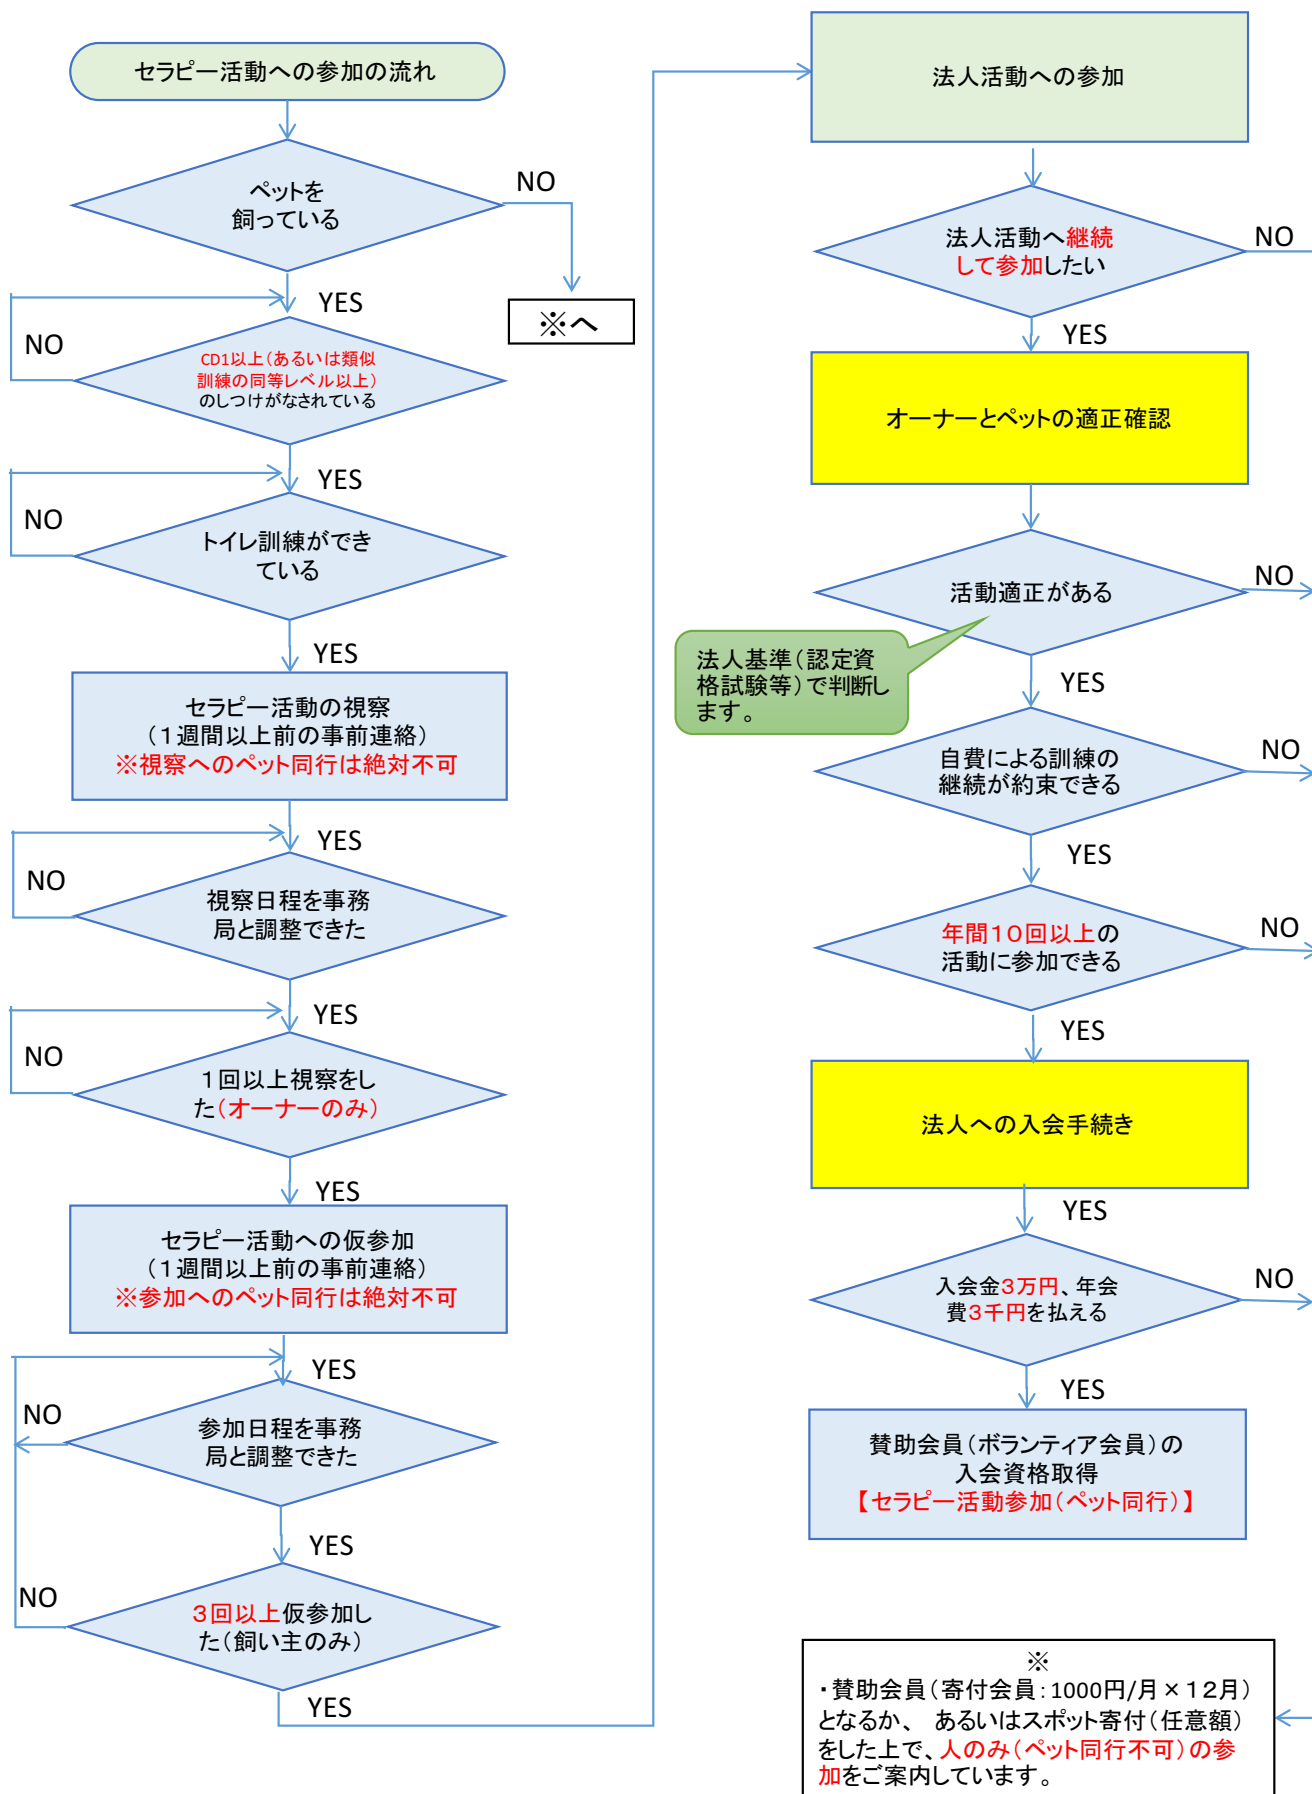 セラピー活動への参加の流れ
ペットを
飼っている
NO
※へ
YES
NO
CD1以上(あるいは類似
訓練の同等レベル以上)
のしつけがなされている
YES
NO
トイレ訓練ができ
ている
YES
セラピー活動の視察
(1週間以上前の事前連絡)
※視察へのペット同行は絶対不可
YES
NO
視察日程を事務
局と調整できた
YES
NO
1回以上視察をし
た(オーナーのみ)
YES
セラピー活動への仮参加
(1週間以上前の事前連絡)
※参加へのペット同行は絶対不可
YES
NO
参加日程を事務
局と調整できた
YES
NO
3回以上仮参加し
た(飼い主のみ)
YES
法人活動への参加
法人活動へ継続
して参加したい
NO
YES
オーナーとペットの適正確認
活動適正がある
NO
法人基準(認定資
格試験等)で判断し
ます。
YES
自費による訓練の
継続が約束できる
NO
YES
年間10回以上の
活動に参加できる
NO
YES
法人への入会手続き
YES
入会金3万円、年会
費3千円を払える
NO
YES
賛助会員(ボランティア会員)の
入会資格取得
【セラピー活動参加(ペット同行)】
※
・賛助会員(寄付会員:1000円/月×12月)
となるか、 あるいはスポット寄付(任意額)
をした上で、人のみ(ペット同行不可)の参
加をご案内しています。